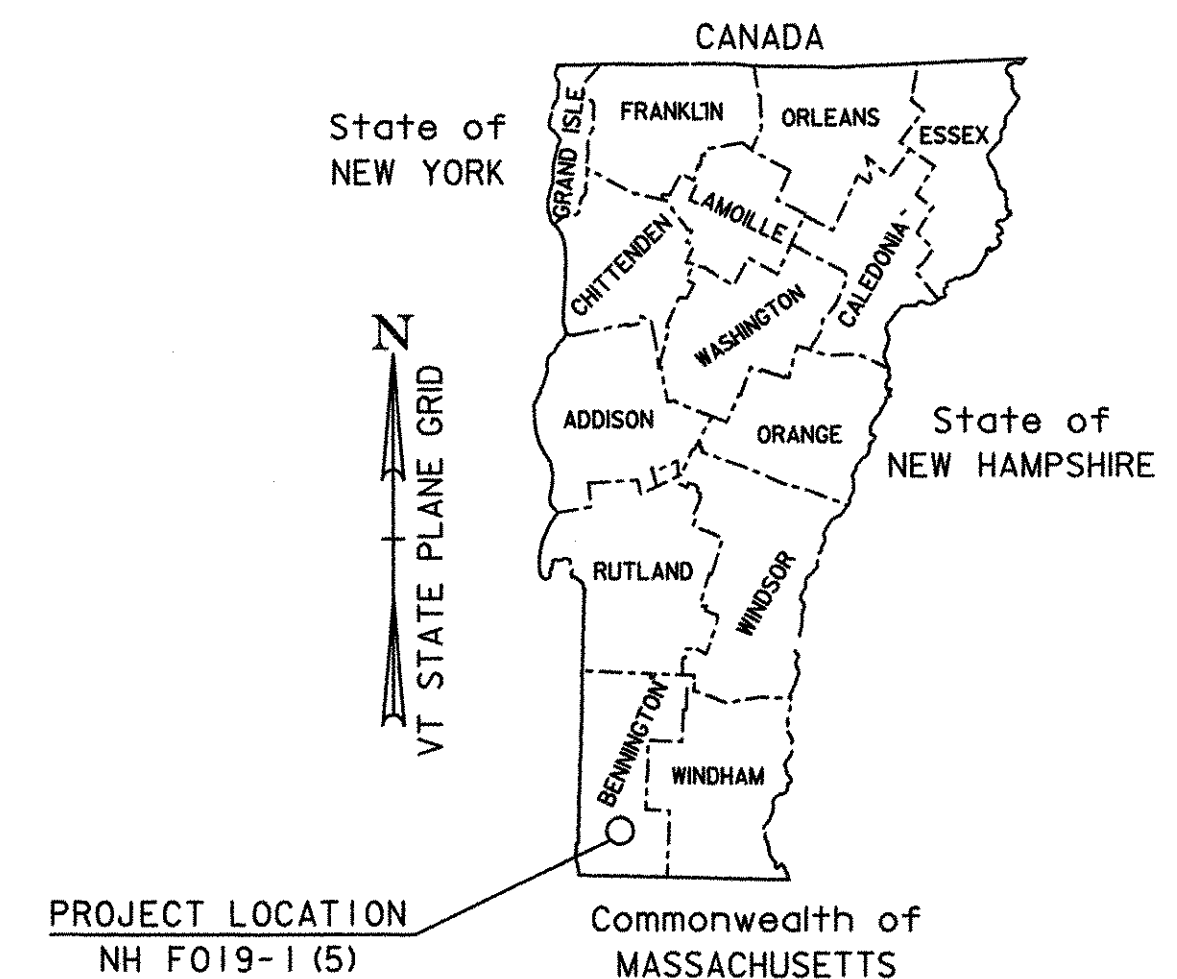 CANADA
State of
NEW YORK
GRAND ISLE
FRANKLIN
ORLEANS
ESSEX
LAMOILLE
CHITTENDEN
CALEDONIA
WASHINGTON
N
VT STATE PLANE GRID
ADDISON
ORANGE
State of
NEW HAMPSHIRE
RUTLAND
WINDSOR
BENNINGTON
WINDHAM
PROJECT LOCATION
NH F019-1(5)
Commonwealth of
MASSACHUSETTS